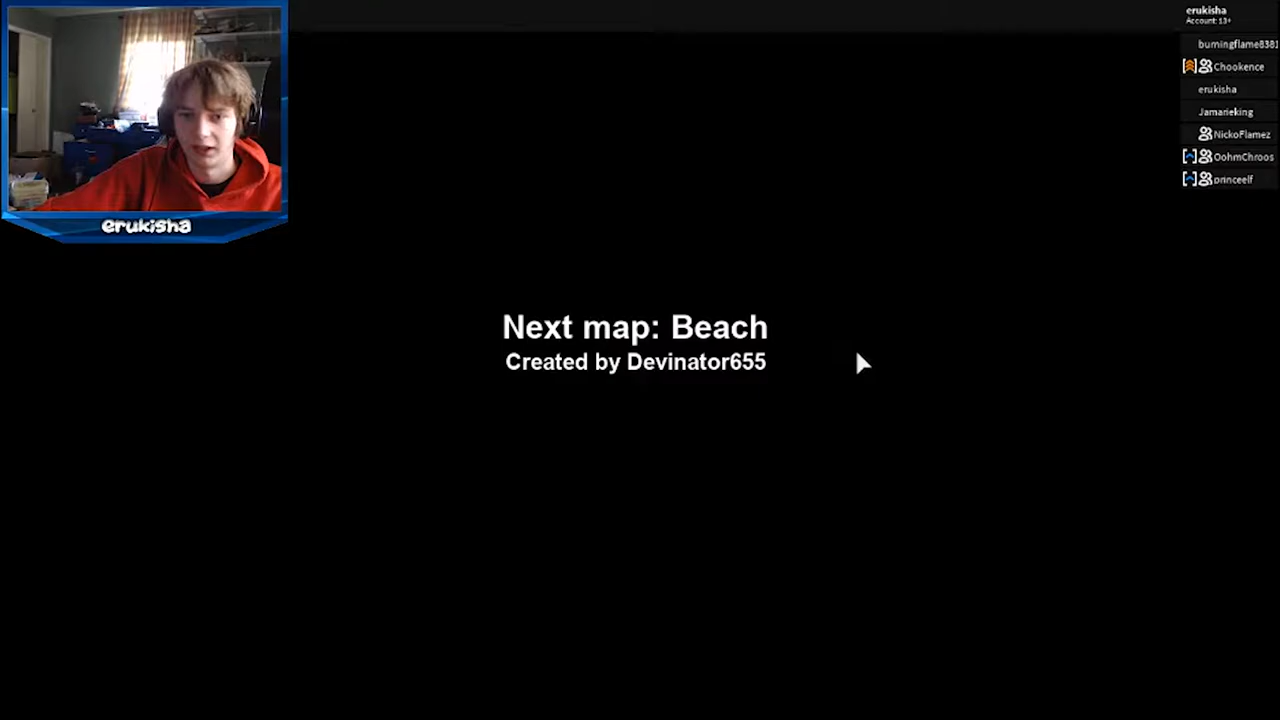 erukisha
Account: 13+
burningflame8381
Chookence
erukisha
Jamarieking
NickoFlamez
OohmChroos
princeelf
erukisha
Next map: Beach
Created by Devinator655